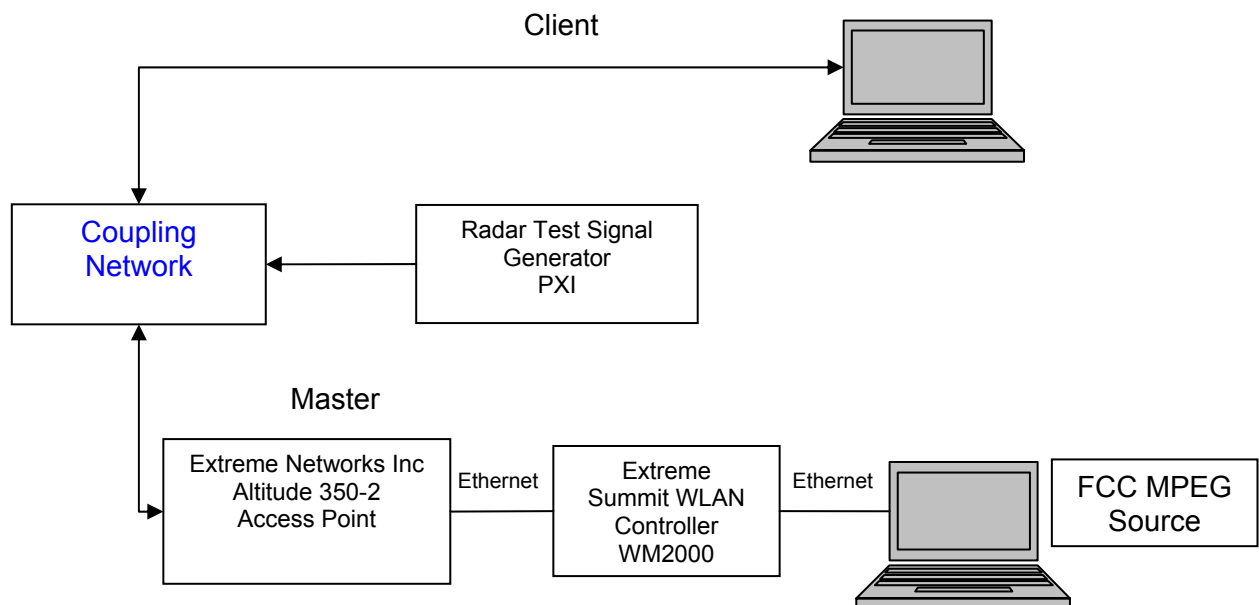 Client
Coupling
Network
Radar Test Signal
Generator
PXI
Master
Extreme Networks Inc
Altitude 350-2
Access Point
Ethernet
Extreme
Summit WLAN
Controller
WM2000
Ethernet
FCC MPEG
Source